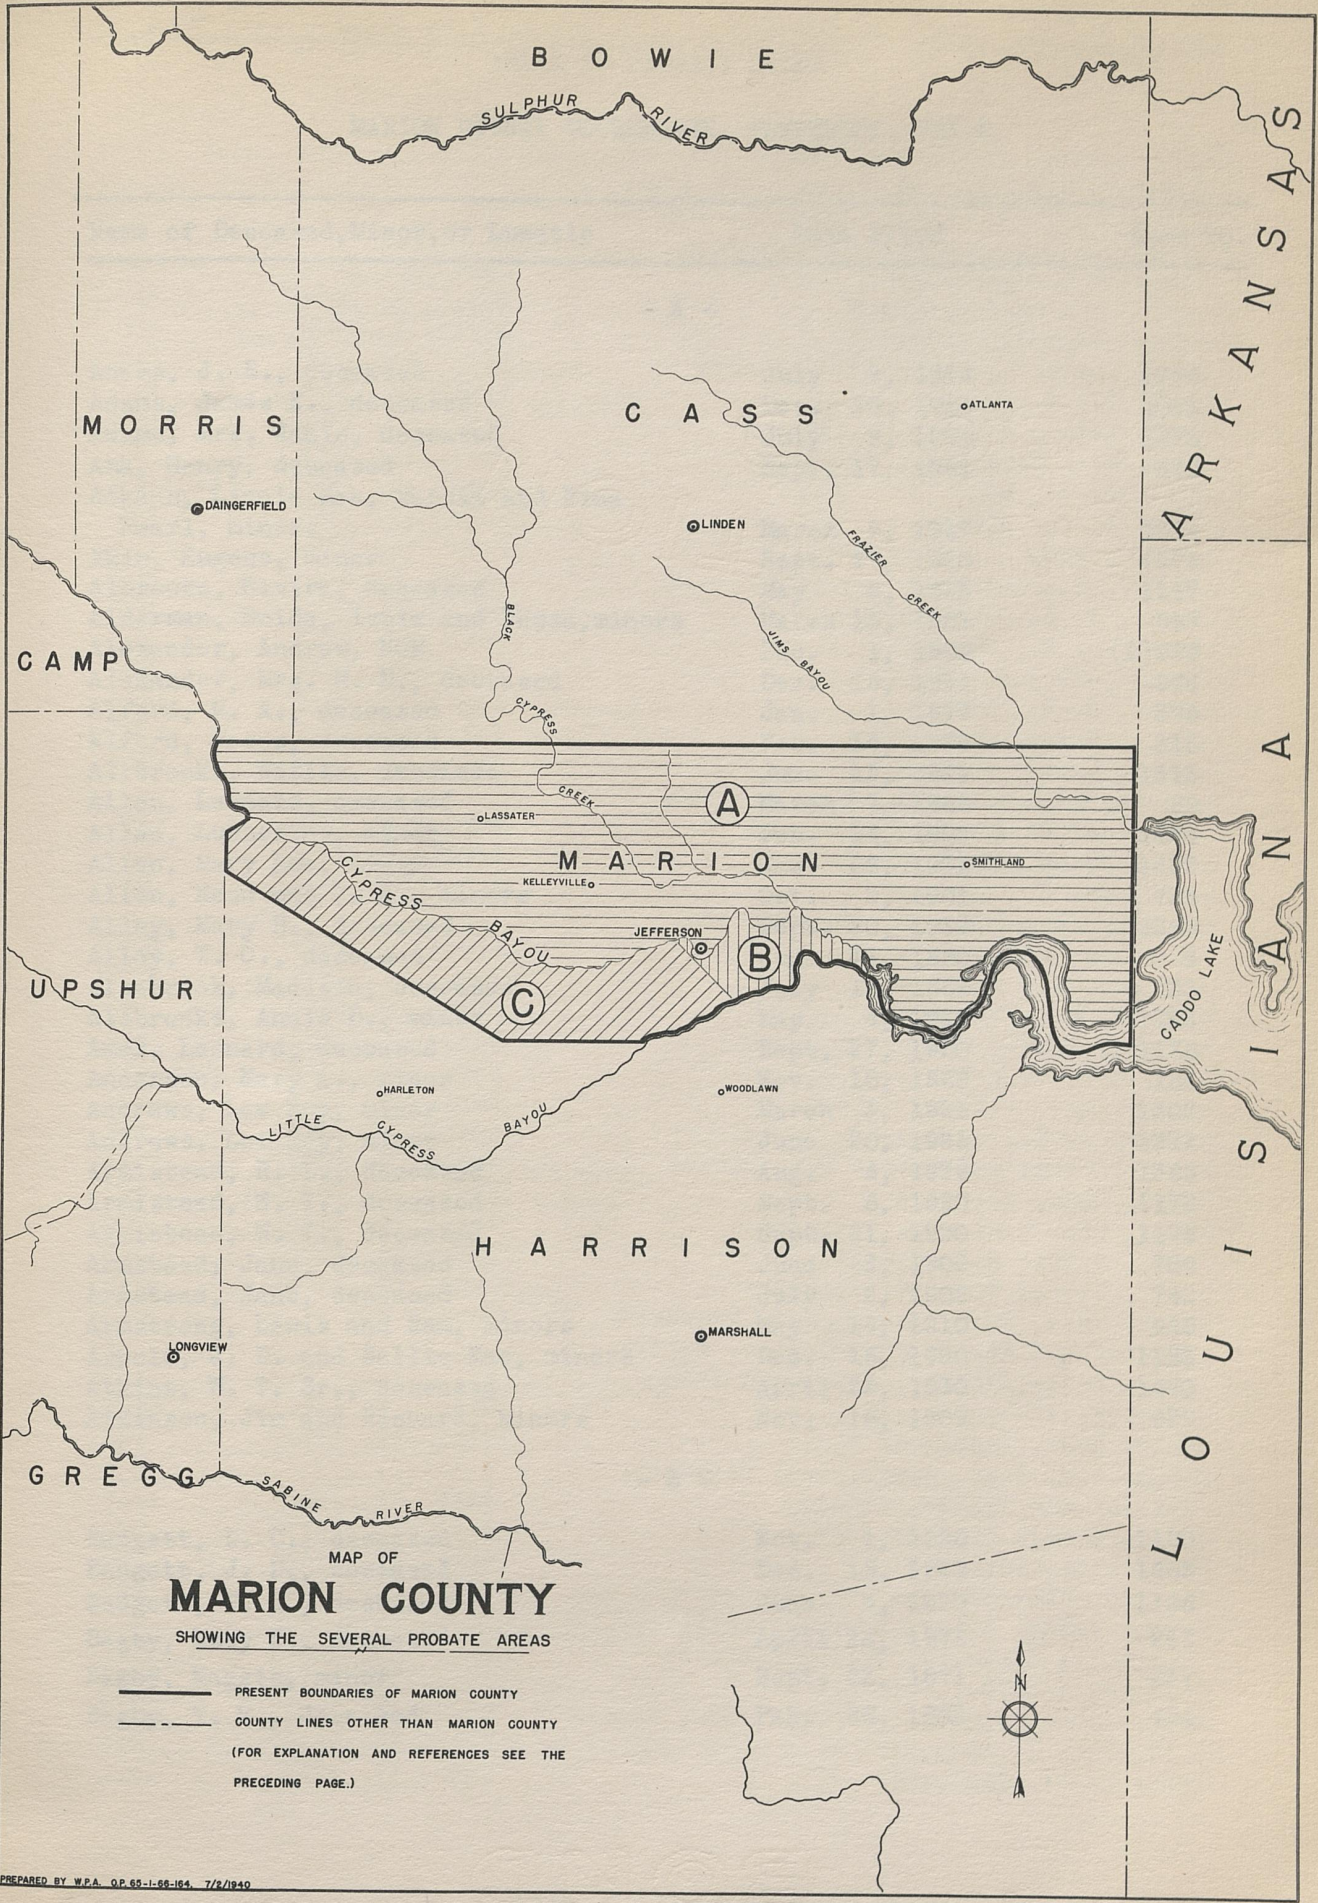 BOWIE
SULPHUR RIVER
ARKANSAS
MORRIS
CASS
ATLANTA
DAINGERFIELD
LINDEN
FRAZIER CREEK
BLACK CYPRESS CREEK
JIMS BAYOU
CAMP
A
LASSATER
MARION
SMITHLAND
KELLEYVILLE
CYPRESS BAYOU
JEFFERSON
B
C
UPSHUR
CADDO LAKE
LOUISIANA
HARLETON
WOODLAWN
LITTLE CYPRESS BAYOU
HARRISON
LONGVIEW
MARSHALL
GREGG
SABINE RIVER
MAP OF
MARION COUNTY
SHOWING THE SEVERAL PROBATE AREAS
PRESENT BOUNDARIES OF MARION COUNTY
COUNTY LINES OTHER THAN MARION COUNTY
(FOR EXPLANATION AND REFERENCES SEE THE
PRECEDING PAGE.)
N
PREPARED BY W.P.A. O.P. 65-1-66-164, 7/2/1940